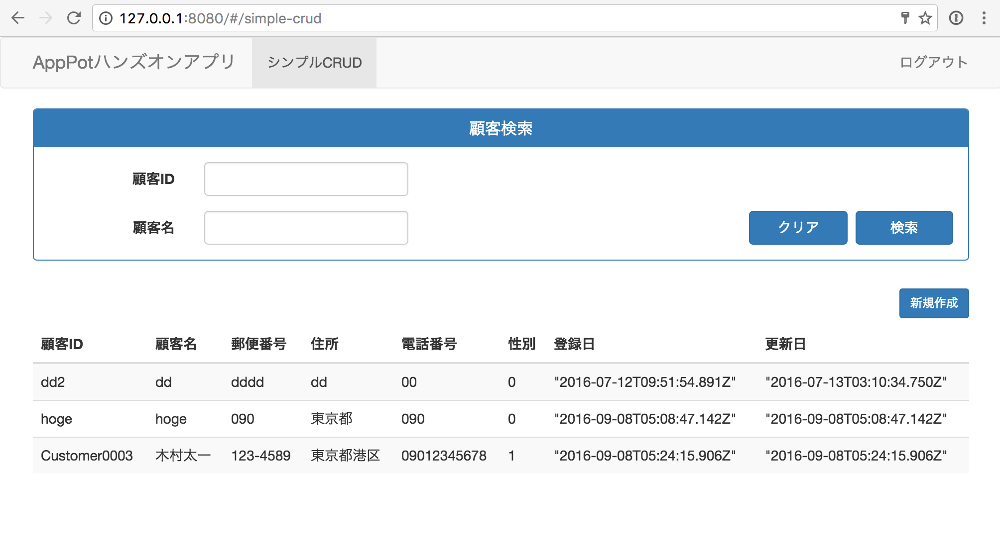 127.0.0.1:8080/#/simple-crud
AppPotハンズオンアプリ シンプルCRUD ログアウト
顧客検索
顧客ID
顧客名 クリア 検索
新規作成
顧客ID 顧客名 郵便番号 住所 電話番号 性別 登録日 更新日
dd2 dd dddd dd 00 0 "2016-07-12T09:51:54.891Z" "2016-07-13T03:10:34.750Z"
hoge hoge 090 東京都 090 0 "2016-09-08T05:08:47.142Z" "2016-09-08T05:08:47.142Z"
Customer0003 木村太一 123-4589 東京都港区 09012345678 1 "2016-09-08T05:24:15.906Z" "2016-09-08T05:24:15.906Z"